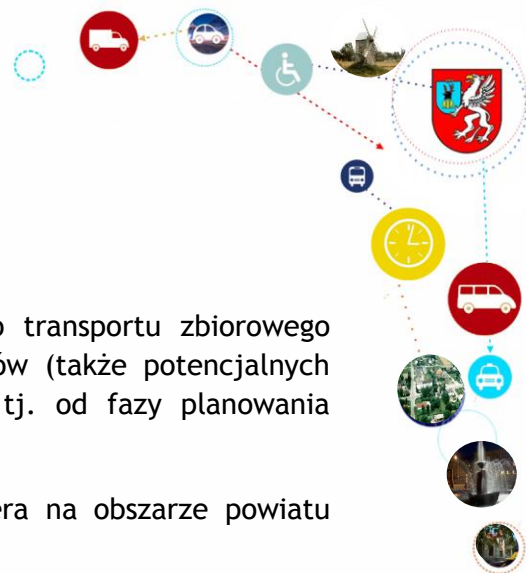 o transportu zbiorowego
ów (także potencjalnych
tj. od fazy planowania
era na obszarze powiatu